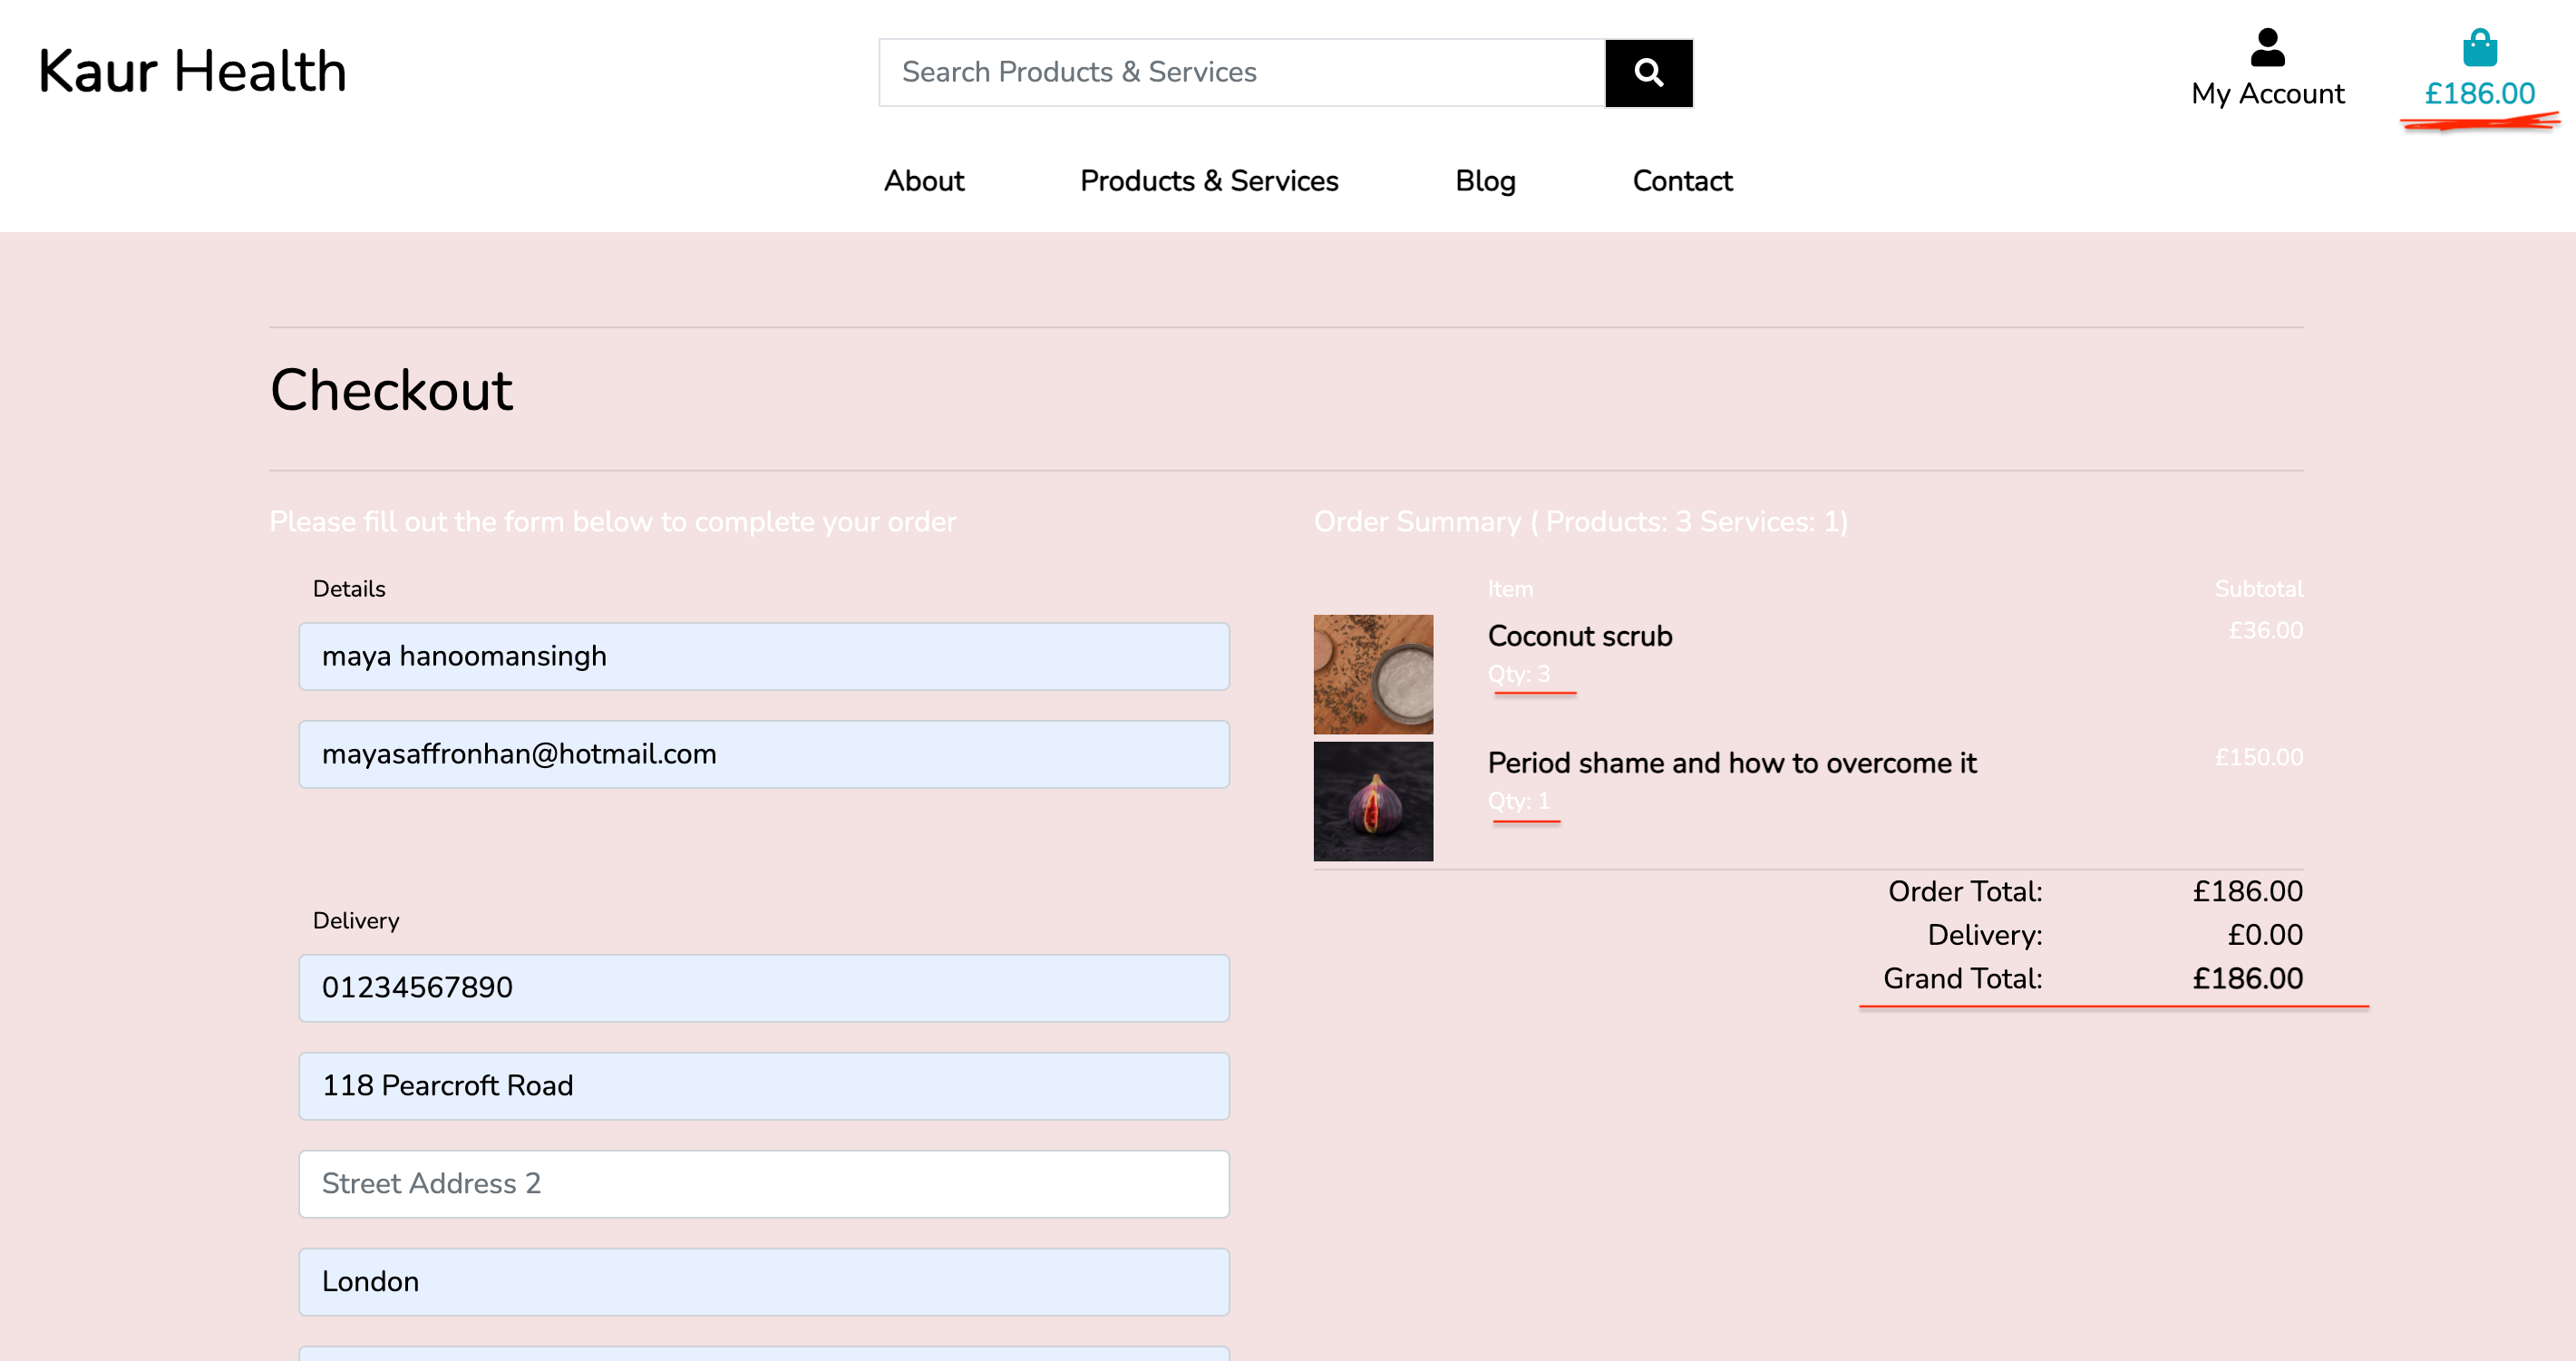 Kaur Health
Search Products & Services
My Account
£186.00
About Products & Services Blog Contact
Checkout
Please fill out the form below to complete your order
Details
maya hanoomansingh
mayasaffronhan@hotmail.com
Delivery
01234567890
118 Pearcroft Road
Street Address 2
London
Order Summary ( Products: 3 Services: 1)
Item Subtotal
Coconut scrub £36.00
Qty: 3
Period shame and how to overcome it £150.00
Qty: 1
Order Total: £186.00
Delivery: £0.00
Grand Total: £186.00